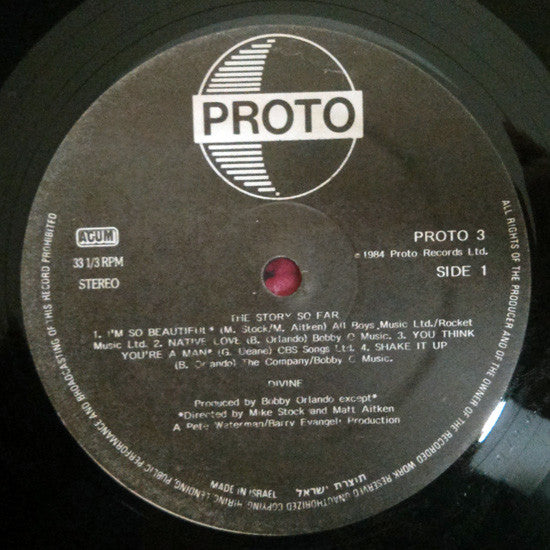 PROTO
ACUM
33 1/3 RPM
STEREO
PROTO 3
℗ 1984 Proto Records Ltd.
SIDE 1
THE STORY SO FAR
1. I'M SO BEAUTIFUL* (M. Stock/M. Aitken) All Boys Music Ltd./Rocket
Music Ltd. 2. NATIVE LOVE (B. Orlando) Bobby C Music. 3. YOU THINK
YOU'RE A MAN* (G. Deane) CBS Songs Ltd. 4. SHAKE IT UP
(B. Orlando) The Company/Bobby C Music.
DIVINE
Produced by Bobby Orlando except*
*Directed by Mike Stock and Matt Aitken
A Pete Waterman/Barry Evangel Production
MADE IN ISRAEL תוצרת ישראל
ALL RIGHTS OF THE PRODUCER AND OF THE OWNER OF THE RECORDED WORK RESERVED UNAUTHORIZED COPYING HIRING, LENDING, PUBLIC PERFORMANCE AND BROADCASTING OF THIS RECORD PROHIBITED